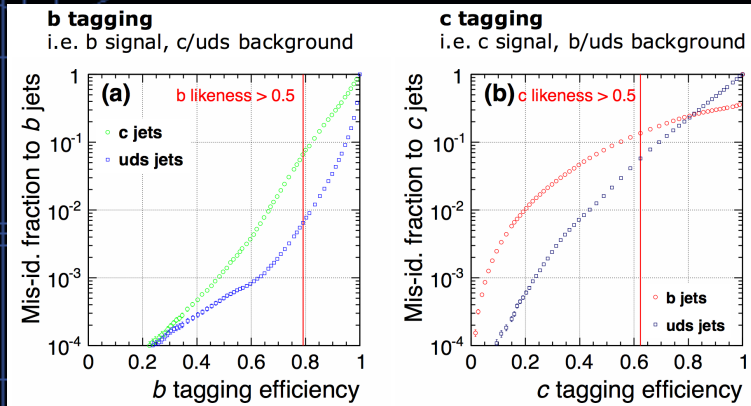 b tagging
i.e. b signal, c/uds background
(a)
b likeness > 0.5
c jets
uds jets
Mis-id. fraction to b jets
1
10⁻¹
10⁻²
10⁻³
10⁻⁴
0 0.2 0.4 0.6 0.8 1
b tagging efficiency
c tagging
i.e. c signal, b/uds background
(b)
c likeness > 0.5
b jets
uds jets
Mis-id. fraction to c jets
1
10⁻¹
10⁻²
10⁻³
10⁻⁴
0 0.2 0.4 0.6 0.8 1
c tagging efficiency